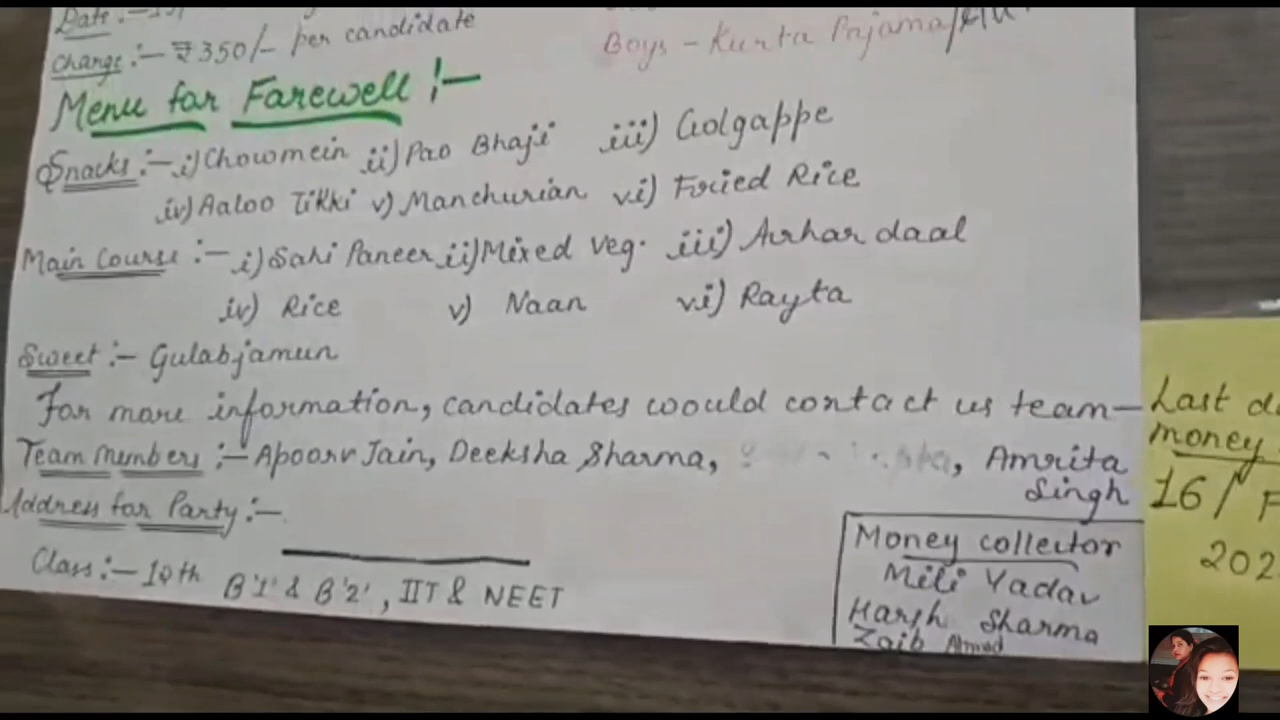 Date :-
Charge :- ₹350/- per candidate
Boys - Kurta Pajama/
Menu for Farewell :-
Snacks :- i) Chowmein ii) Pao Bhaji iii) Golgappe
iv) Aaloo Tikki v) Manchurian vi) Fried Rice
Main Course :- i) Sahi Paneer ii) Mixed Veg. iii) Arhar daal
iv) Rice v) Naan vi) Rayta
Sweet :- Gulabjamun
For more information, candidates would contact us team-
Team members :- Apoorv Jain, Deeksha Sharma, , Amrita
Singh
Address for Party :-
Class :- 10th B'1' & B'2', IIT & NEET
Money collector
Mili Yadav
Harsh Sharma
Zaib Ahmed
Last
money
16/ F
202